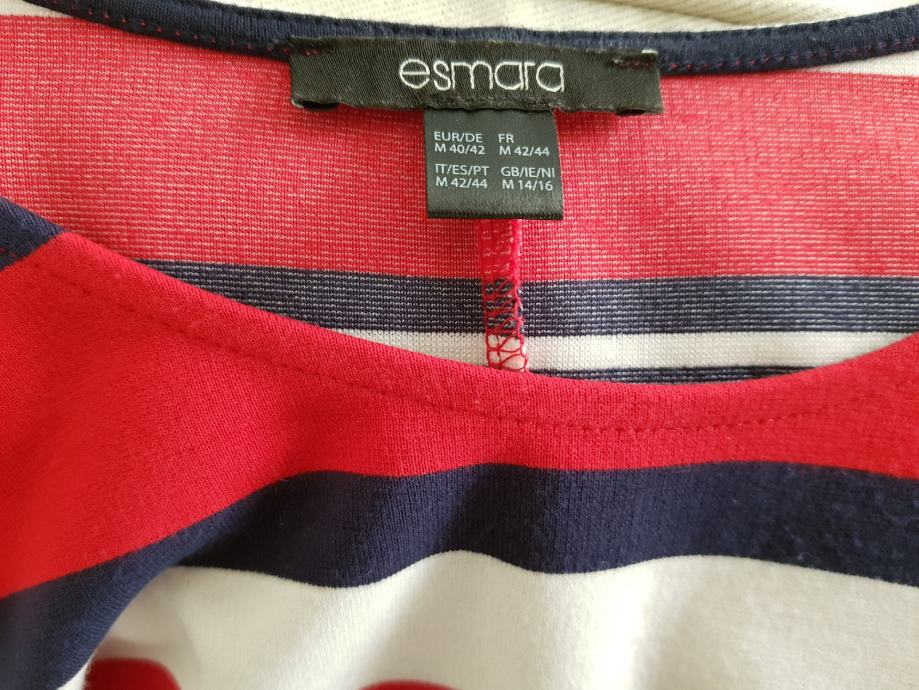 esmara
EUR/DE FR
M 40/42 M 42/44
IT/ES/PT GB/IE/NI
M 42/44 M 14/16